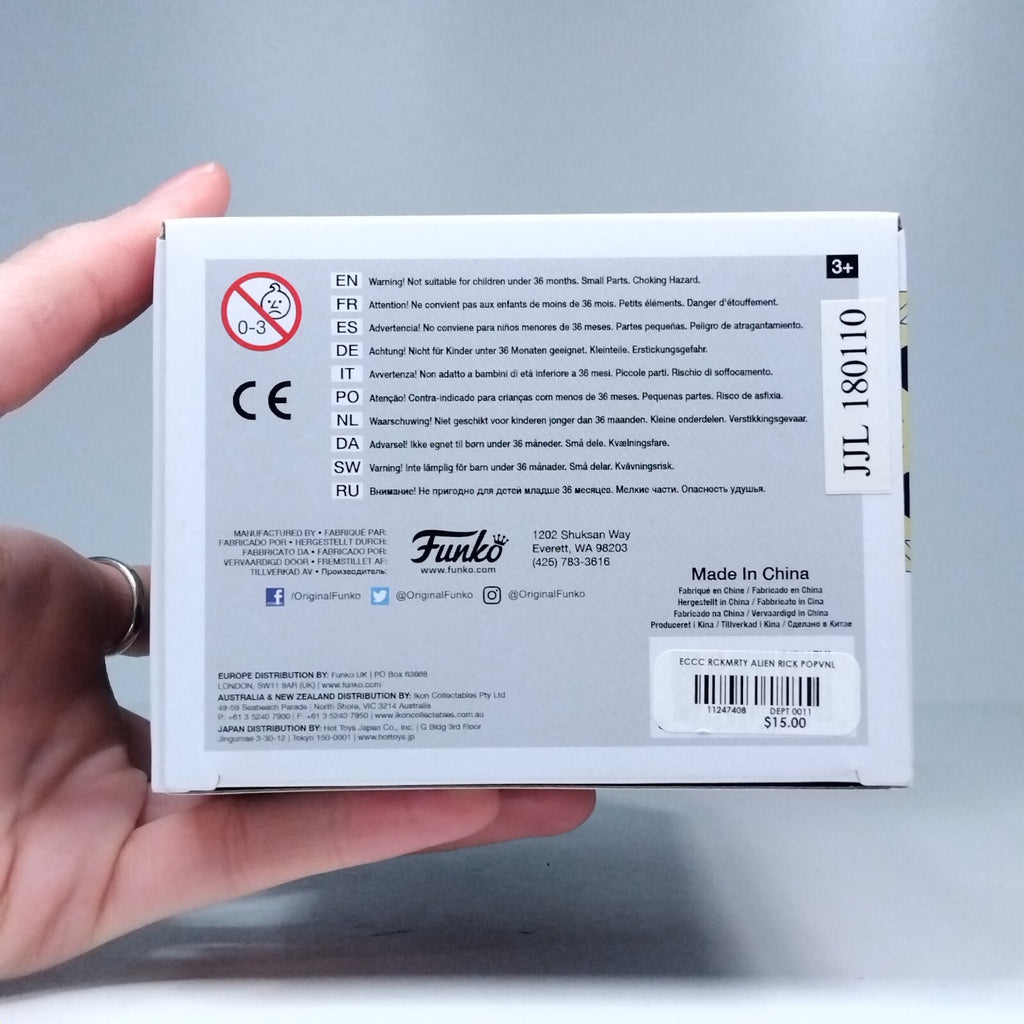 3+
0-3
EN Warning! Not suitable for children under 36 months. Small Parts. Choking Hazard.
FR Attention! Ne convient pas aux enfants de moins de 36 mois. Petits éléments. Danger d'étouffement.
ES Advertencia! No conviene para niños menores de 36 meses. Partes pequeñas. Peligro de atragantamiento.
DE Achtung! Nicht für Kinder unter 36 Monaten geeignet. Kleinteile. Erstickungsgefahr.
IT Avvertenza! Non adatto a bambini di età inferiore a 36 mesi. Piccole parti. Rischio di soffocamento.
PO Atenção! Contra-indicado para crianças com menos de 36 meses. Pequenas partes. Risco de asfixia.
NL Waarschuwing! Niet geschikt voor kinderen jonger dan 36 maanden. Kleine onderdelen. Verstikkingsgevaar.
DA Advarsel! Ikke egnet til børn under 36 måneder. Små dele. Kvælningsfare.
SW Varning! Inte lämplig för barn under 36 månader. Små delar. Kvävningsrisk.
RU Внимание! Не пригодно для детей младше 36 месяцев. Мелкие части. Опасность удушья.
CE
JJL 180110
MANUFACTURED BY • FABRIQUÉ PAR:
FABRICADO POR • HERGESTELLT DURCH:
FABBRICATO DA • FABRICADO POR:
VERVAARDIGD DOOR • FREMSTILLET AF:
TILLVERKAD AV • Производитель:
Funko
www.funko.com
1202 Shuksan Way
Everett, WA 98203
(425) 783-3616
/OriginalFunko @OriginalFunko @OriginalFunko
Made In China
Fabriqué en Chine / Fabricado en China
Hergestellt in China / Fabbricato in Cina
Fabricado na China / Vervaardigd in China
Produceret i Kina / Tillverkad i Kina / Сделано в Китае
EUROPE DISTRIBUTION BY: Funko UK | PO Box 63668
LONDON, SW11 9AR (UK) | www.funko.com
AUSTRALIA & NEW ZEALAND DISTRIBUTION BY: Ikon Collectables Pty Ltd
49-59 Seabeach Parade | North Shore, VIC 3214 Australia
P: +61 3 5240 7900 | F: +61 3 5240 7950 | www.ikoncollectables.com.au
JAPAN DISTRIBUTION BY: Hot Toys Japan Co., Inc. | G Bldg 3rd Floor
Jingumae 3-30-12 | Tokyo 150-0001 | www.hottoys.jp
ECCC RCKMRTY ALIEN RICK POPVNL
11247408 DEPT 0011
$15.00